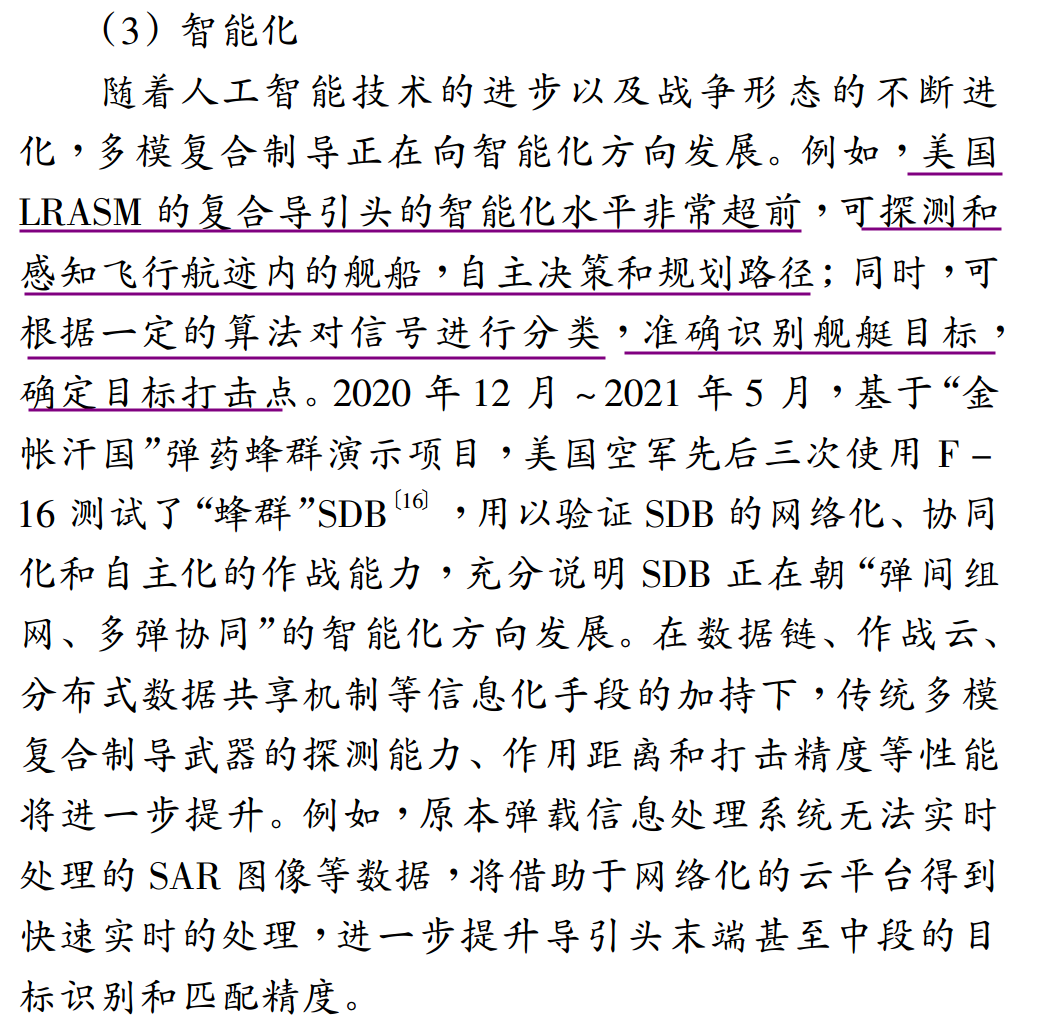 （3）智能化
随着人工智能技术的进步以及战争形态的不断进
化，多模复合制导正在向智能化方向发展。例如，美国
LRASM 的复合导引头的智能化水平非常超前，可探测和
感知飞行航迹内的舰船，自主决策和规划路径；同时，可
根据一定的算法对信号进行分类，准确识别舰艇目标，
确定目标打击点。2020 年 12 月 ~ 2021 年 5 月，基于“金
帐汗国”弹药蜂群演示项目，美国空军先后三次使用 F -
16 测试了“蜂群”SDB〔16〕，用以验证 SDB 的网络化、协同
化和自主化的作战能力，充分说明 SDB 正在朝“弹间组
网、多弹协同”的智能化方向发展。在数据链、作战云、
分布式数据共享机制等信息化手段的加持下，传统多模
复合制导武器的探测能力、作用距离和打击精度等性能
将进一步提升。例如，原本弹载信息处理系统无法实时
处理的 SAR 图像等数据，将借助于网络化的云平台得到
快速实时的处理，进一步提升导引头末端甚至中段的目
标识别和匹配精度。